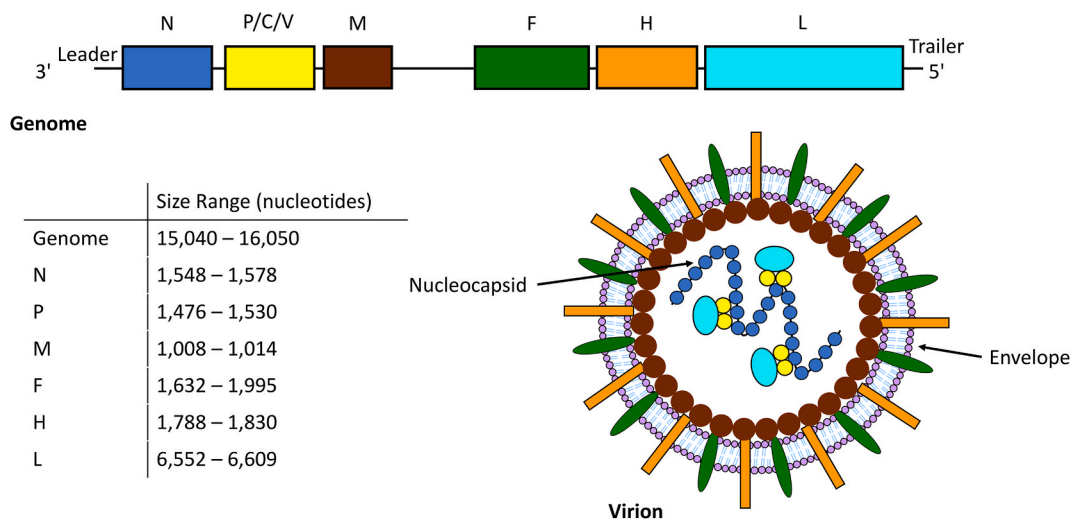 N P/C/V M F H L
Leader Trailer
3' 5'
Genome
Size Range (nucleotides)
Genome 15,040 – 16,050
N 1,548 – 1,578
P 1,476 – 1,530
M 1,008 – 1,014
F 1,632 – 1,995
H 1,788 – 1,830
L 6,552 – 6,609
Nucleocapsid
Envelope
Virion